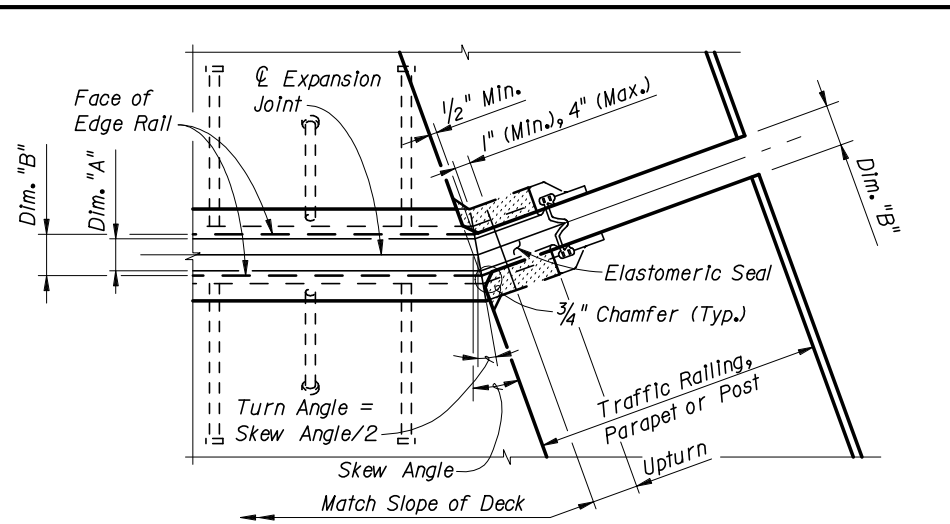 ℄ Expansion
Joint
Face of
Edge Rail
1/2" Min.
1" (Min.), 4" (Max.)
Dim. "B"
Dim. "A"
Dim. "B"
Elastomeric Seal
3/4" Chamfer (Typ.)
Turn Angle =
Skew Angle/2
Skew Angle
Traffic Railing,
Parapet or Post
Upturn
Match Slope of Deck